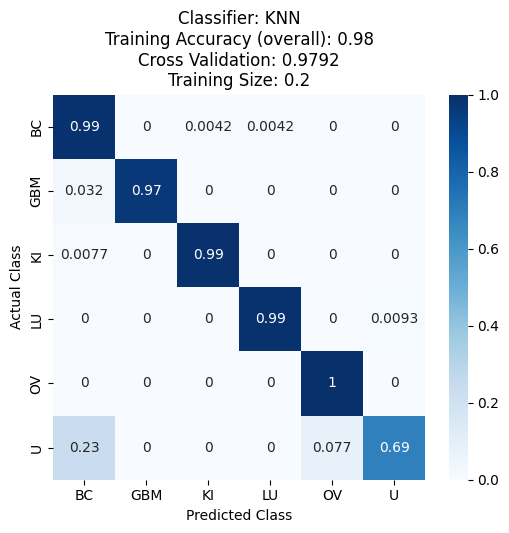 Classifier: KNN
Training Accuracy (overall): 0.98
Cross Validation: 0.9792
Training Size: 0.2
Actual Class
BC 0.99 0 0.0042 0.0042 0 0
GBM 0.032 0.97 0 0 0 0
KI 0.0077 0 0.99 0 0 0
LU 0 0 0 0.99 0 0.0093
OV 0 0 0 0 1 0
U 0.23 0 0 0 0.077 0.69
BC GBM KI LU OV U
Predicted Class
1.0
0.8
0.6
0.4
0.2
0.0